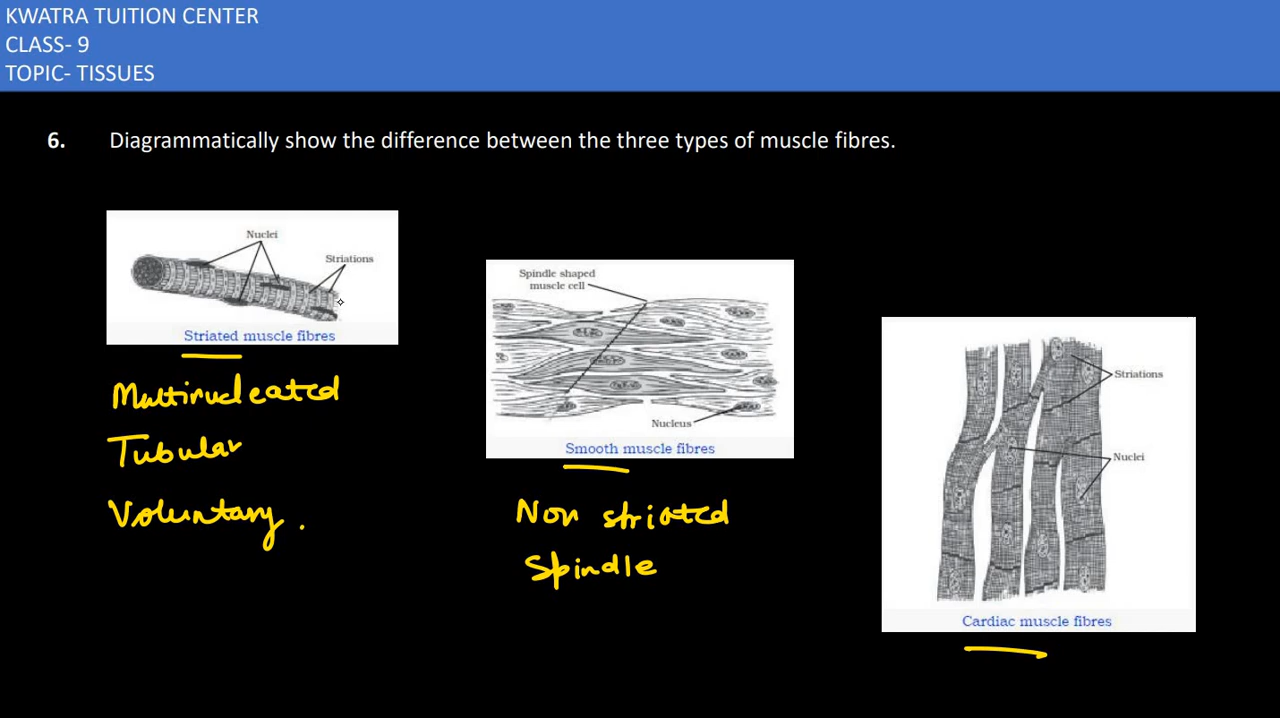 KWATRA TUITION CENTER
CLASS- 9
TOPIC- TISSUES
6. Diagrammatically show the difference between the three types of muscle fibres.
Nuclei
Striations
Striated muscle fibres
Multinucleated
Tubular
Voluntary.
Spindle shaped
muscle cell
Nucleus
Smooth muscle fibres
Non striated
Spindle
Striations
Nuclei
Cardiac muscle fibres